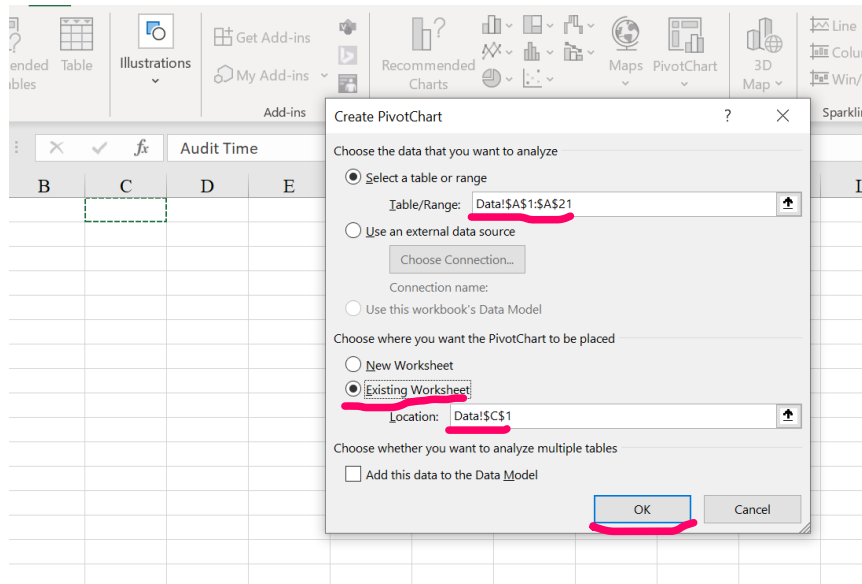 ended
bles
Table
Illustrations
Get Add-ins
My Add-ins
Add-ins
Recommended
Charts
Maps
PivotChart
3D
Map
Line
Colu
Win/
Sparklin
fx
Audit Time
B C D E
Create PivotChart
?
Choose the data that you want to analyze
Select a table or range
Table/Range: Data!$A$1:$A$21
Use an external data source
Choose Connection...
Connection name:
Use this workbook's Data Model
Choose where you want the PivotChart to be placed
New Worksheet
Existing Worksheet
Location: Data!$C$1
Choose whether you want to analyze multiple tables
Add this data to the Data Model
OK Cancel